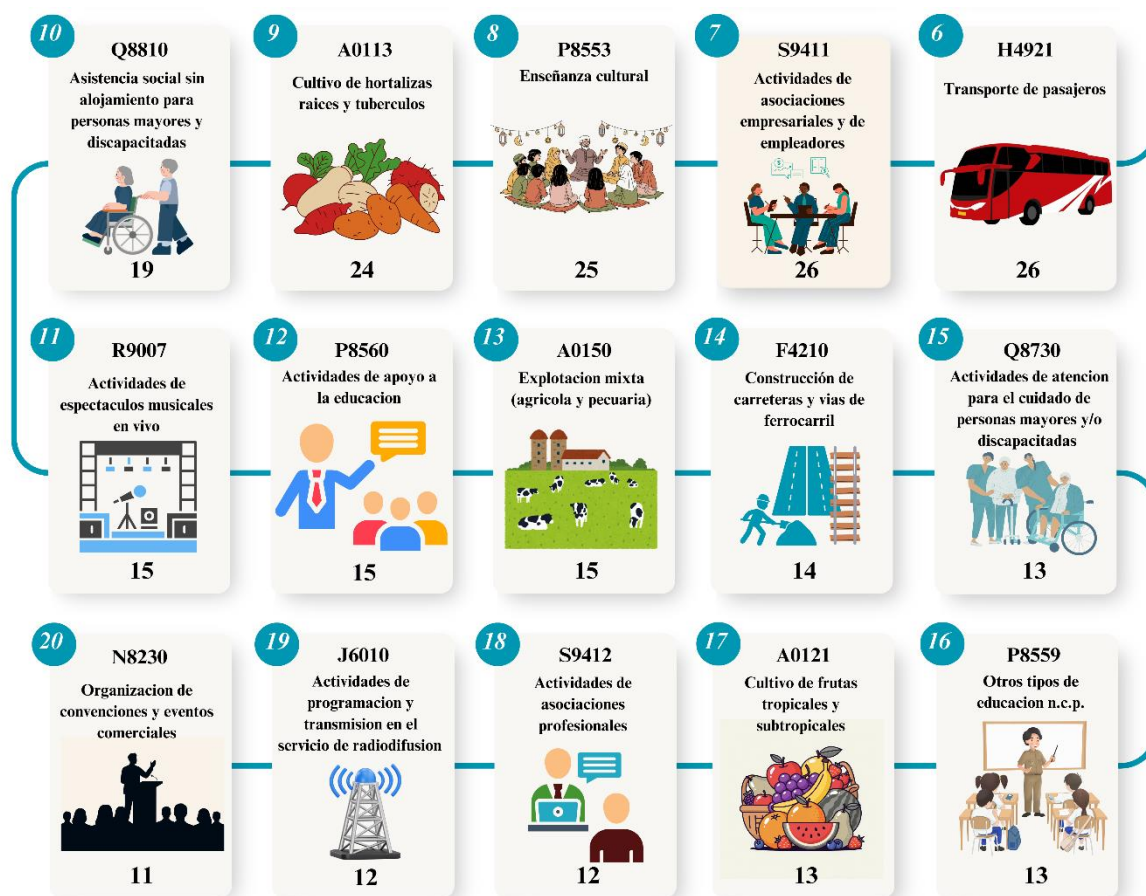 10
Q8810
Asistencia social sin
alojamiento para
personas mayores y
discapacitadas
19
9
A0113
Cultivo de hortalizas
raices y tuberculos
24
8
P8553
Enseñanza cultural
25
7
S9411
Actividades de
asociaciones
empresariales y de
empleadores
26
6
H4921
Transporte de pasajeros
26
11
R9007
Actividades de
espectaculos musicales
en vivo
15
12
P8560
Actividades de apoyo a
la educacion
15
13
A0150
Explotacion mixta
(agricola y pecuaria)
15
14
F4210
Construcción de
carreteras y vias de
ferrocarril
14
15
Q8730
Actividades de atencion
para el cuidado de
personas mayores y/o
discapacitadas
13
20
N8230
Organizacion de
convenciones y eventos
comerciales
11
19
J6010
Actividades de
programacion y
transmision en el
servicio de radiodifusion
12
18
S9412
Actividades de
asociaciones
profesionales
12
17
A0121
Cultivo de frutas
tropicales y
subtropicales
13
16
P8559
Otros tipos de
educacion n.c.p.
13